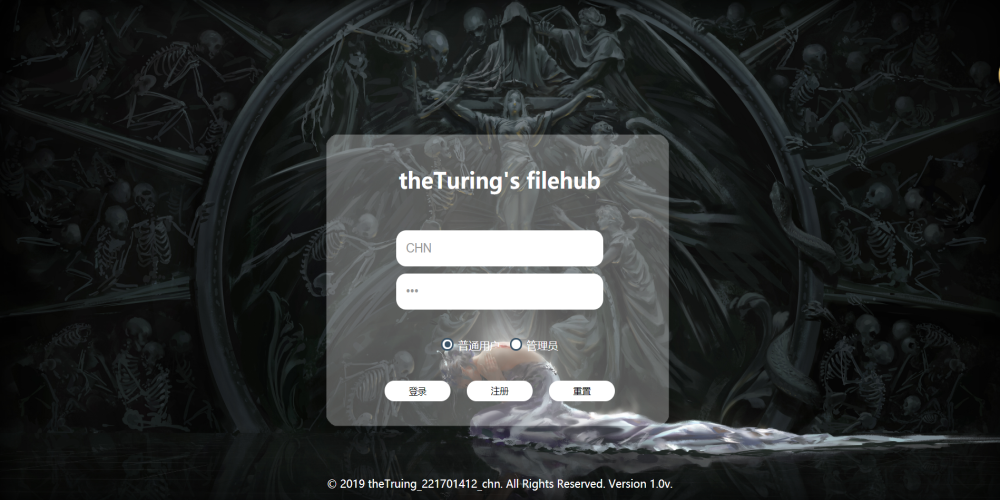 theTuring's filehub
CHN
•••
普通用户 管理员
登录 注册 重置
© 2019 theTruing_221701412_chn. All Rights Reserved. Version 1.0v.